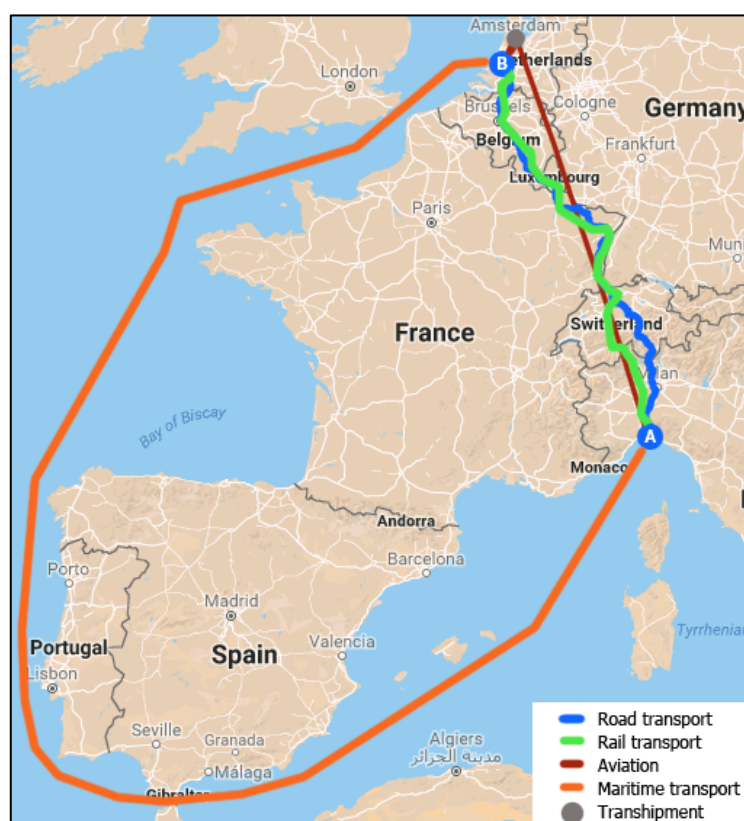 Amsterdam
B
etherlands
London
Brussels
Cologne
Germany
Belgium
Frankfurt
Luxembourg
Paris
Muni
Switzerland
France
Milan
Bay of Biscay
A
Monaco
Andorra
Porto
Barcelona
Madrid
Tyrrhenian
Portugal
Spain
Valencia
Lisbon
Seville
Granada
Algiers
مدينة الجزائر
Málaga
Gibraltar
Road transport
Rail transport
Aviation
Maritime transport
Transhipment